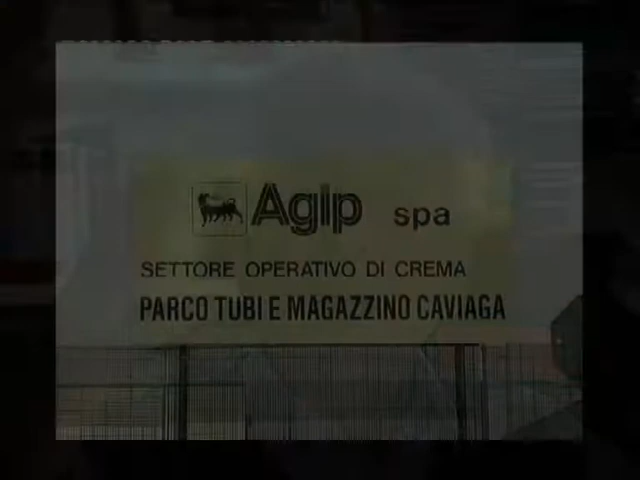 Agip spa
SETTORE OPERATIVO DI CREMA
PARCO TUBI E MAGAZZINO CAVIAGA